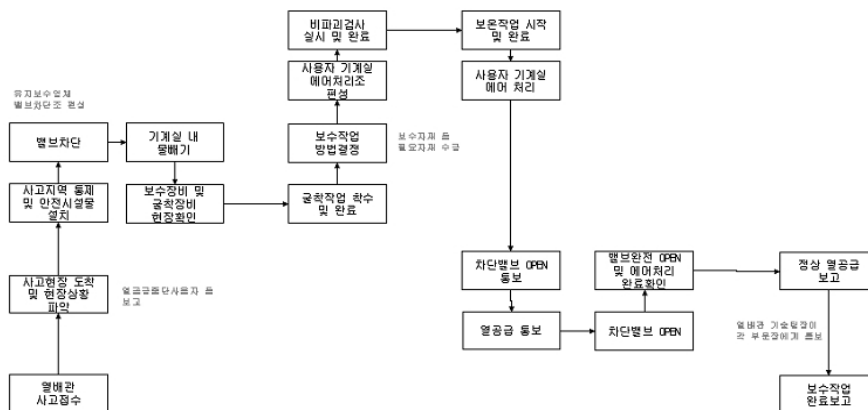 비파괴검사
실시 및 완료
보온작업 시작
및 완료
사용자 기계실
에어처리조
편성
사용자 기계실
에어 처리
유지보수업체
밸브차단조 편성
밸브차단
기계실 내
물빼기
보수작업
방법결정
보수자재 등
필요자재 수급
사고지역 통제
및 안전시설물
설치
보수장비 및
굴착장비
현장확인
굴착작업 착수
및 완료
사고현장 도착
및 현장상황
파악
열공급중단사용자 등
보고
차단밸브 OPEN
통보
밸브완전 OPEN
및 에어처리
완료확인
정상 열공급
보고
열공급 통보
차단밸브 OPEN
열배관 기술팀장이
각 부문장에게 통보
열배관
사고접수
보수작업
완료보고